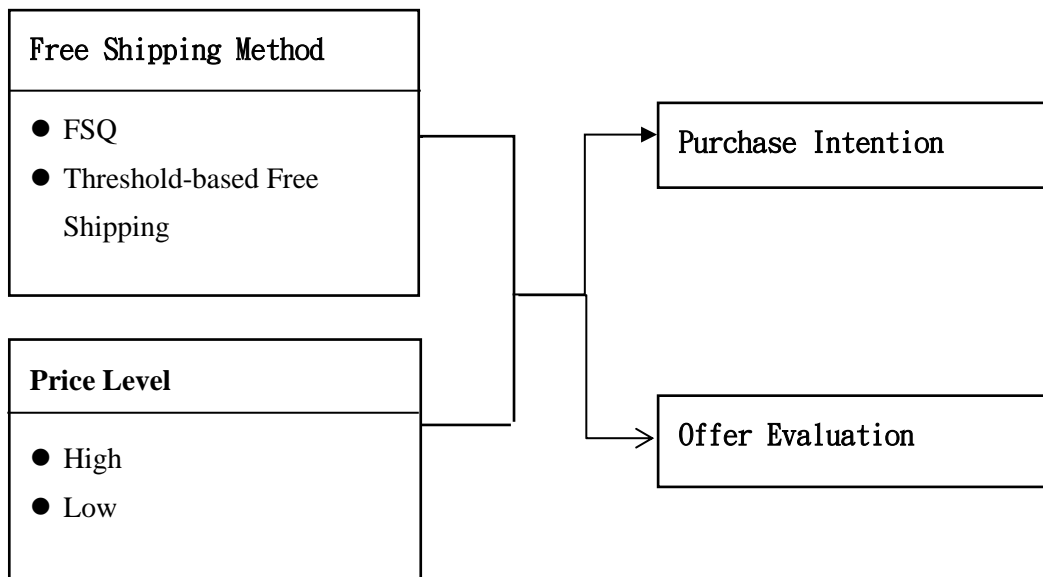 Free Shipping Method
● FSQ
● Threshold-based Free
Shipping
Purchase Intention
Price Level
● High
● Low
Offer Evaluation